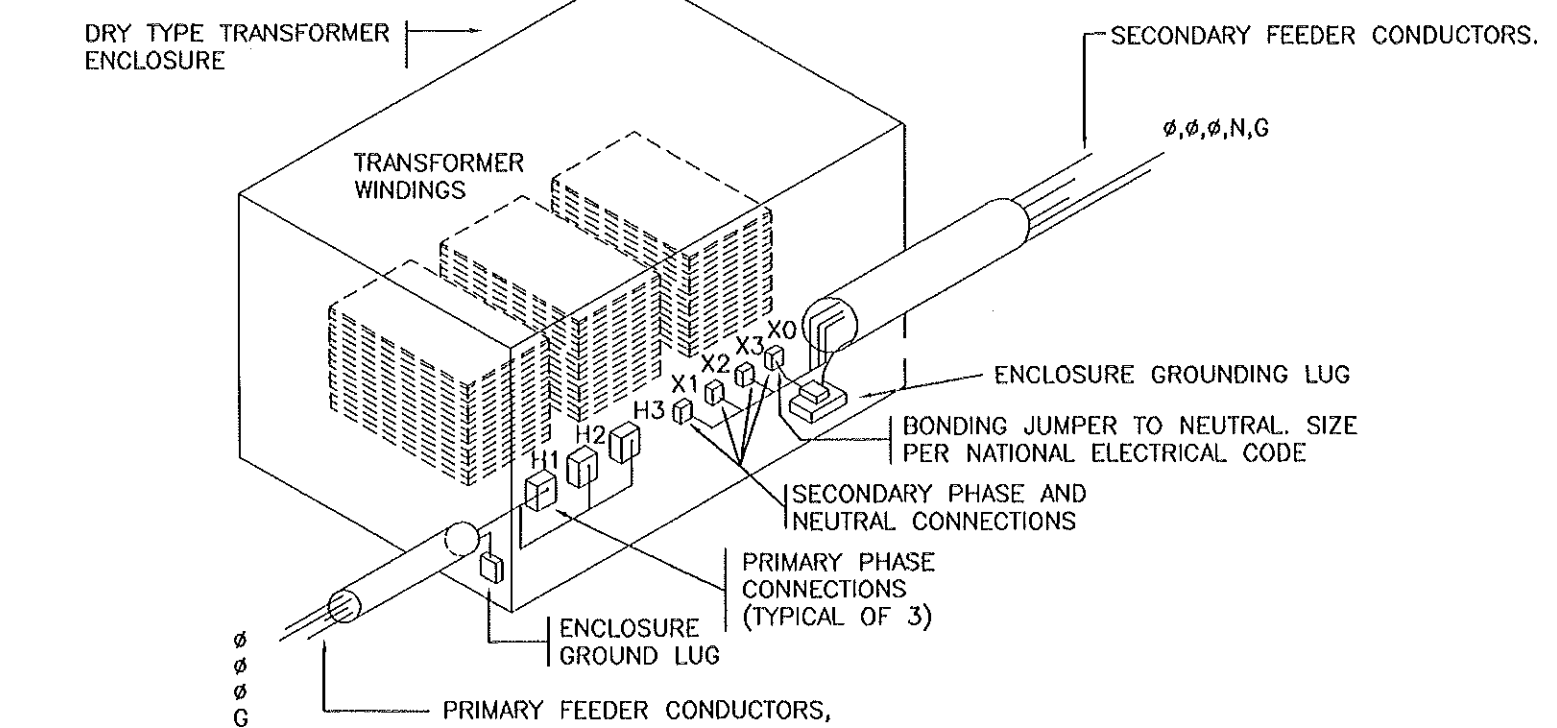 DRY TYPE TRANSFORMER
ENCLOSURE
SECONDARY FEEDER CONDUCTORS.
ø,ø,ø,N,G
TRANSFORMER
WINDINGS
X0
X3
X2
X1
H3
H2
H1
ENCLOSURE GROUNDING LUG
BONDING JUMPER TO NEUTRAL. SIZE
PER NATIONAL ELECTRICAL CODE
SECONDARY PHASE AND
NEUTRAL CONNECTIONS
PRIMARY PHASE
CONNECTIONS
(TYPICAL OF 3)
ENCLOSURE
GROUND LUG
ø
ø
ø
G
PRIMARY FEEDER CONDUCTORS,